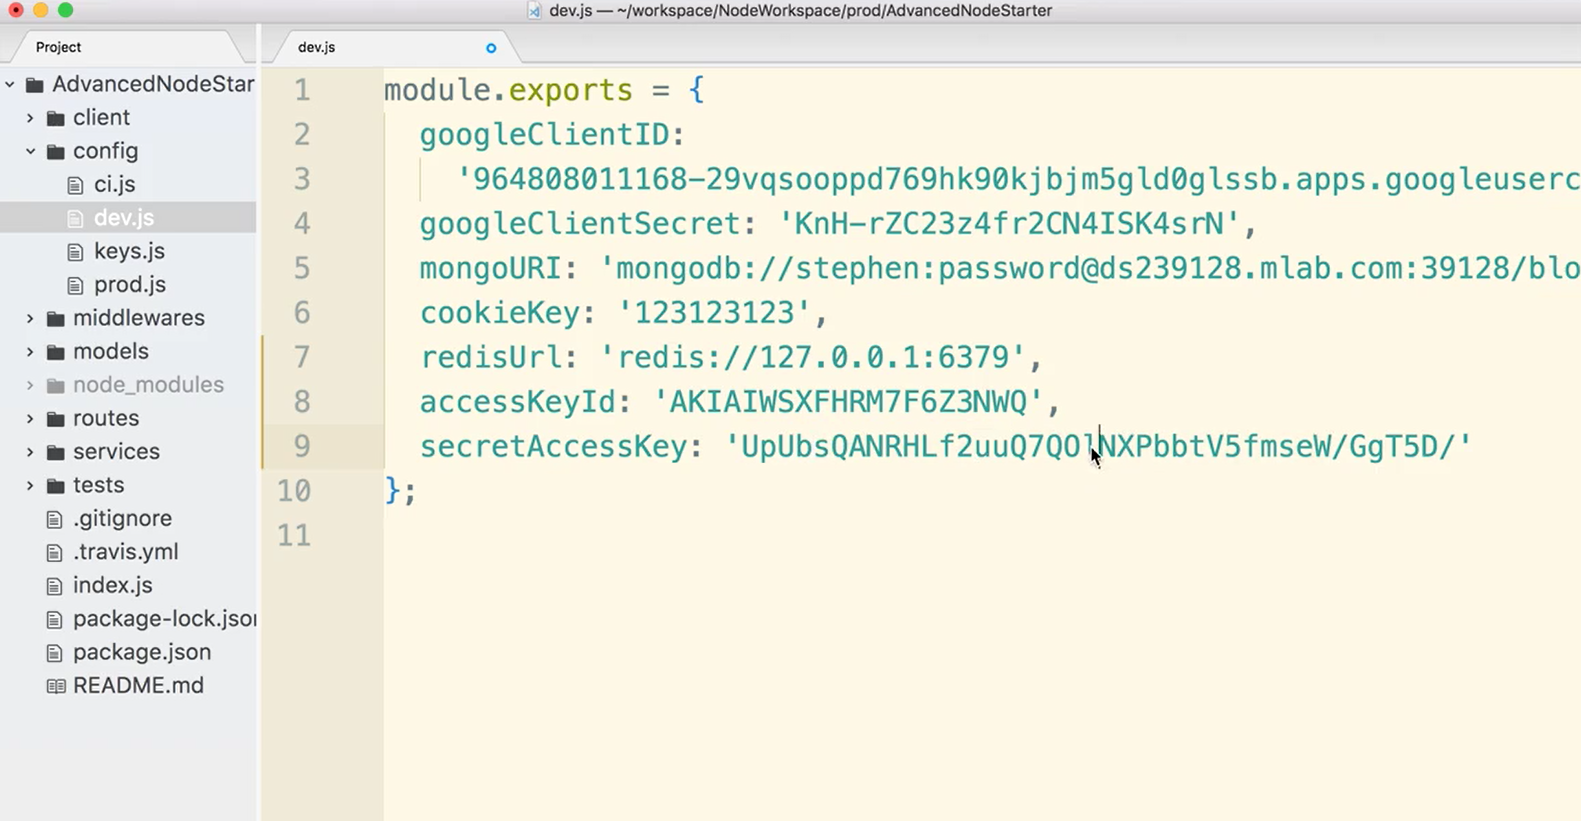 dev.js — ~/workspace/NodeWorkspace/prod/AdvancedNodeStarter
Project
dev.js
AdvancedNodeStar
client
config
ci.js
dev.js
keys.js
prod.js
middlewares
models
node_modules
routes
services
tests
.gitignore
.travis.yml
index.js
package-lock.json
package.json
README.md
1 module.exports = {
2 googleClientID:
3 '964808011168-29vqsooppd769hk90kjbjm5gld0glssb.apps.googleuserc
4 googleClientSecret: 'KnH-rZC23z4fr2CN4ISK4srN',
5 mongoURI: 'mongodb://stephen:password@ds239128.mlab.com:39128/blo
6 cookieKey: '123123123',
7 redisUrl: 'redis://127.0.0.1:6379',
8 accessKeyId: 'AKIAIWSXFHRM7F6Z3NWQ',
9 secretAccessKey: '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'
10 };
11